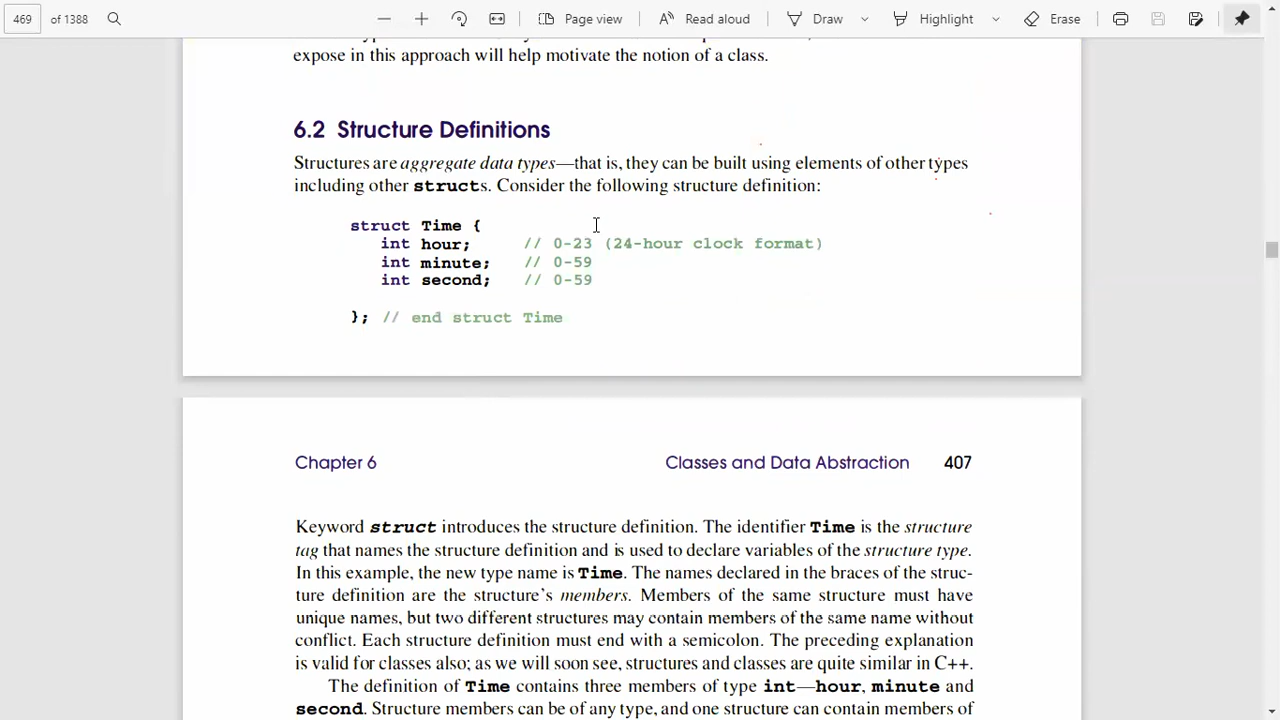 469 of 1388 Page view Read aloud Draw Highlight Erase
expose in this approach will help motivate the notion of a class.
6.2 Structure Definitions
Structures are aggregate data types—that is, they can be built using elements of other types
including other structs. Consider the following structure definition:
struct Time {
int hour; // 0-23 (24-hour clock format)
int minute; // 0-59
int second; // 0-59
}; // end struct Time
Chapter 6 Classes and Data Abstraction 407
Keyword struct introduces the structure definition. The identifier Time is the structure
tag that names the structure definition and is used to declare variables of the structure type.
In this example, the new type name is Time. The names declared in the braces of the struc-
ture definition are the structure's members. Members of the same structure must have
unique names, but two different structures may contain members of the same name without
conflict. Each structure definition must end with a semicolon. The preceding explanation
is valid for classes also; as we will soon see, structures and classes are quite similar in C++.
The definition of Time contains three members of type int—hour, minute and
second. Structure members can be of any type, and one structure can contain members of